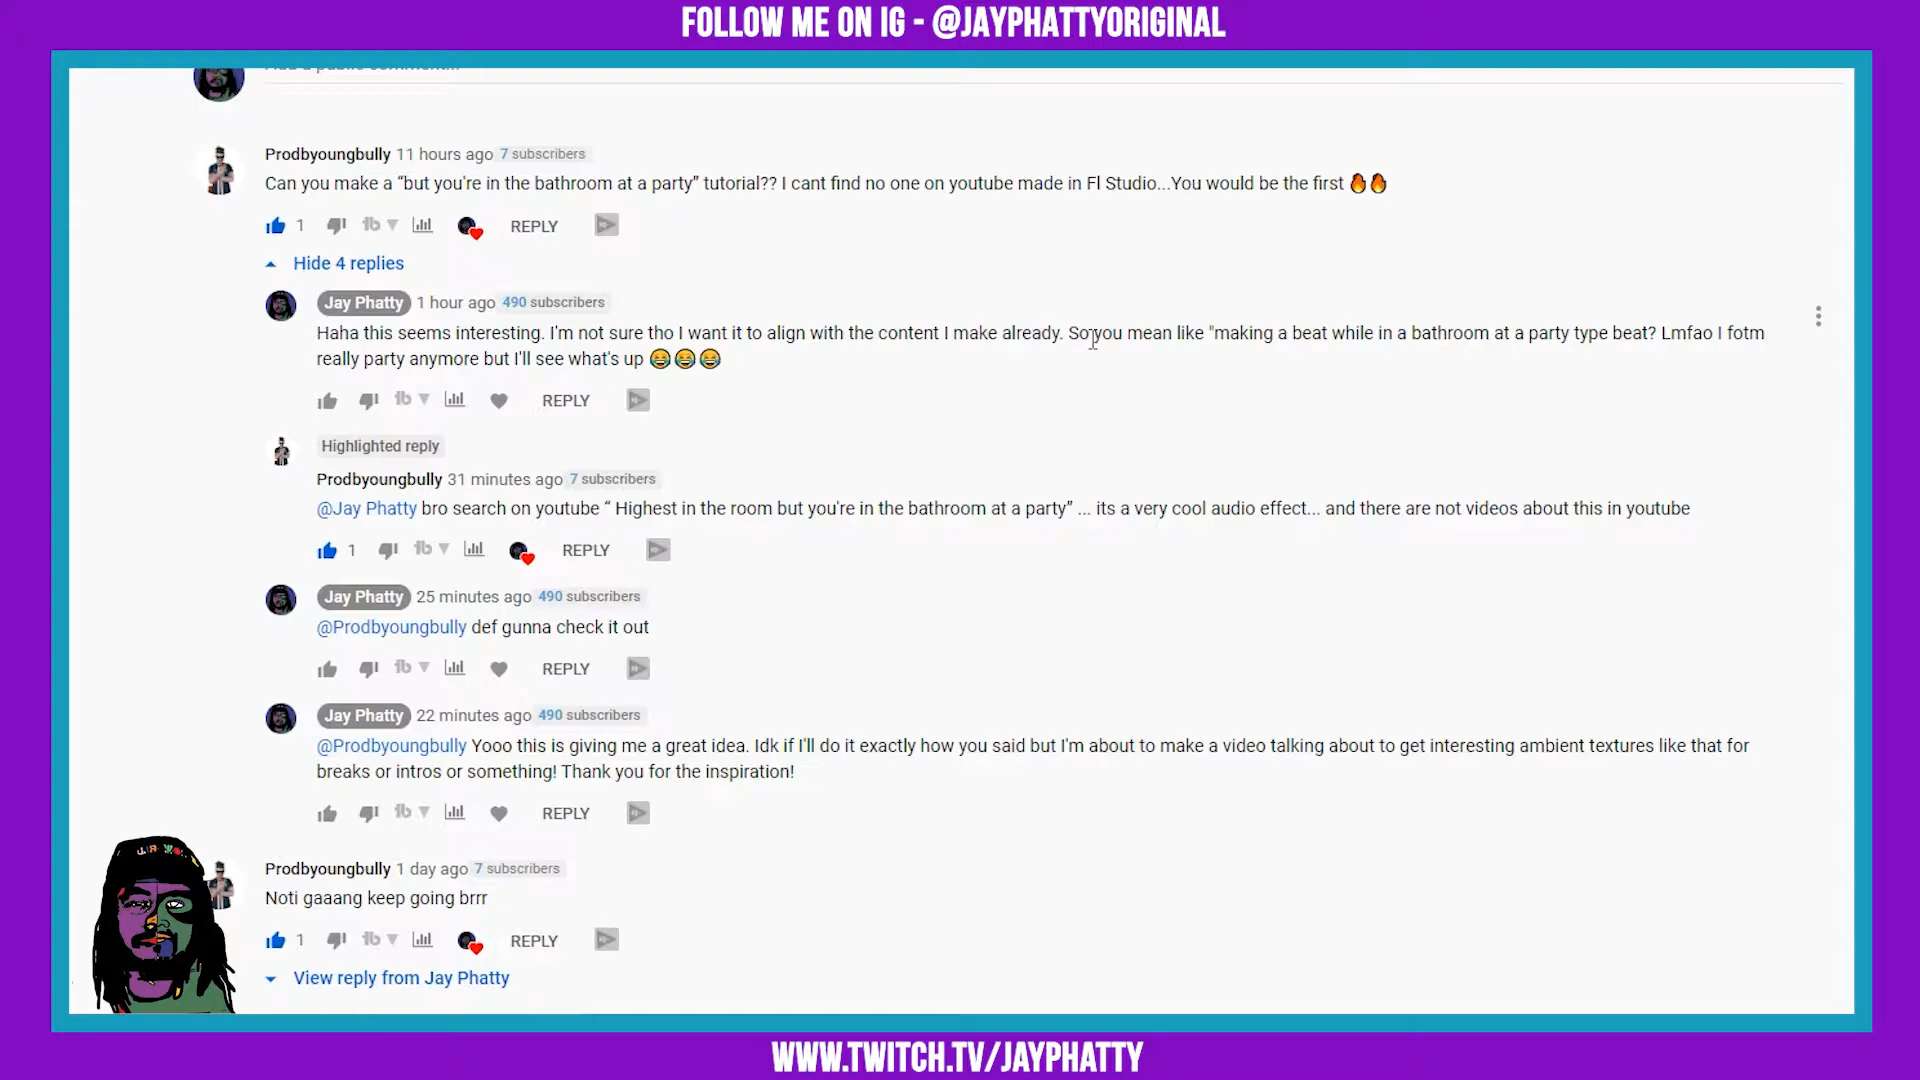 FOLLOW ME ON IG - @JAYPHATTYORIGINAL
Prodbyoungbully 11 hours ago 7 subscribers
Can you make a “but you're in the bathroom at a party” tutorial?? I cant find no one on youtube made in Fl Studio...You would be the first 🔥🔥
1 REPLY
Hide 4 replies
Jay Phatty 1 hour ago 490 subscribers
Haha this seems interesting. I'm not sure tho I want it to align with the content I make already. So you mean like "making a beat while in a bathroom at a party type beat? Lmfao I fotm
really party anymore but I'll see what's up 😂😂😂
REPLY
Highlighted reply
Prodbyoungbully 31 minutes ago 7 subscribers
@Jay Phatty bro search on youtube “ Highest in the room but you're in the bathroom at a party” ... its a very cool audio effect... and there are not videos about this in youtube
1 REPLY
Jay Phatty 25 minutes ago 490 subscribers
@Prodbyoungbully def gunna check it out
REPLY
Jay Phatty 22 minutes ago 490 subscribers
@Prodbyoungbully Yooo this is giving me a great idea. Idk if I'll do it exactly how you said but I'm about to make a video talking about to get interesting ambient textures like that for
breaks or intros or something! Thank you for the inspiration!
REPLY
Prodbyoungbully 1 day ago 7 subscribers
Noti gaaang keep going brrr
1 REPLY
View reply from Jay Phatty
WWW.TWITCH.TV/JAYPHATTY